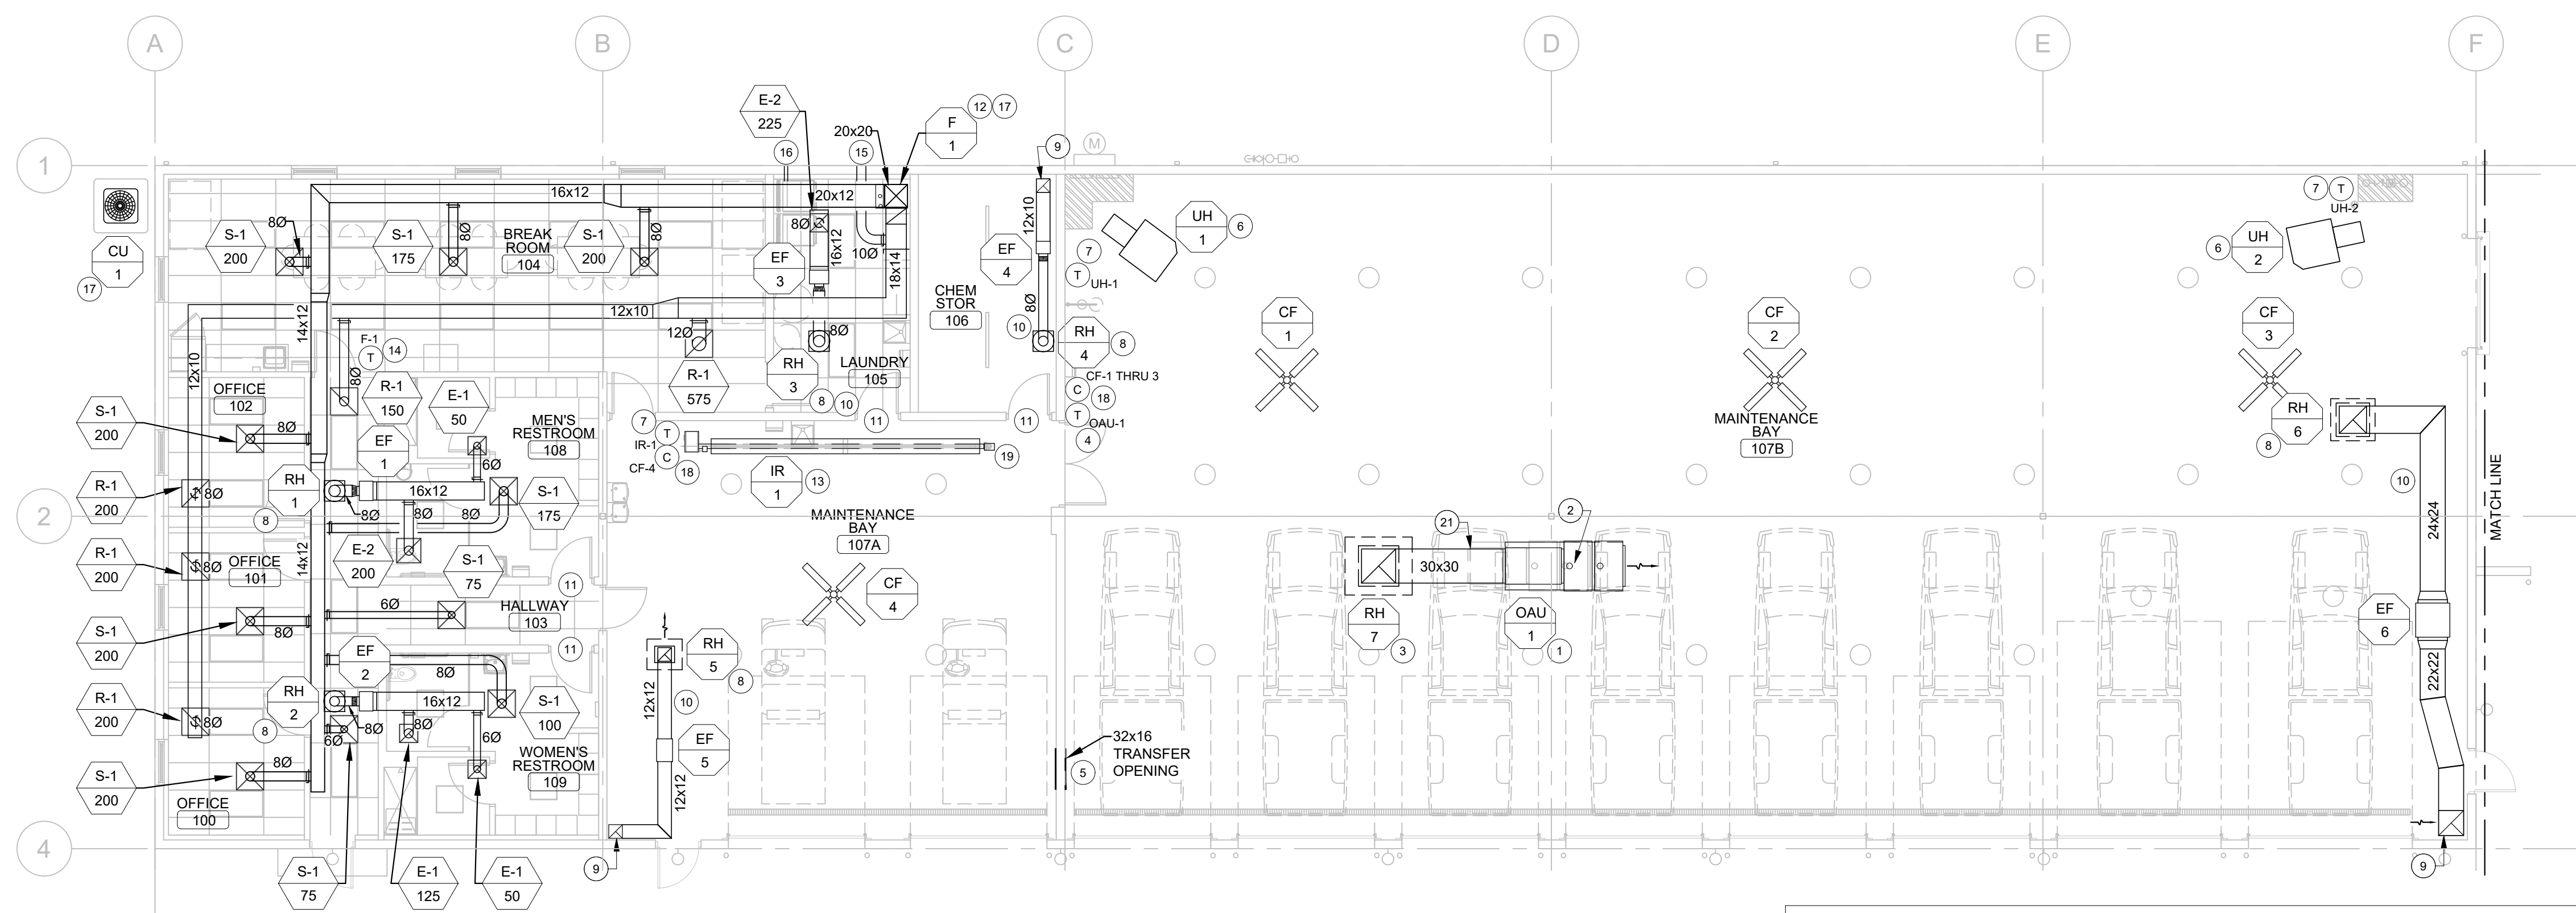 A
B
C
D
E
F
1
2
4
E-2
225
F
1
12
17
20x20
16
15
9
M
16x12
20x12
CU
1
17
8Ø
S-1
200
S-1
175
8Ø
BREAK
ROOM
104
S-1
200
8Ø
8Ø
16x12
10Ø
18x14
EF
3
12x10
EF
4
CHEM
STOR
106
8Ø
10
7
T
UH-1
UH
1
6
RH
4
8
CF-1 THRU 3
C
18
T
OAU-1
4
CF
1
CF
2
MAINTENANCE
BAY
107B
CF
3
7
T
UH-2
6
UH
2
RH
6
8
10
24x24
MATCH LINE
14x12
12x10
12x10
12Ø
8Ø
RH
3
LAUNDRY
105
8
10
11
11
F-1
T
14
8Ø
R-1
150
E-1
50
R-1
575
OFFICE
102
S-1
200
8Ø
EF
1
MEN'S
RESTROOM
108
6Ø
7
T
IR-1
C
CF-4
18
IR
1
13
19
R-1
200
8Ø
RH
1
8
16x12
8Ø
8Ø
8Ø
S-1
175
MAINTENANCE
BAY
107A
21
2
30x30
RH
7
3
OAU
1
1
R-1
200
8Ø
OFFICE
101
14x12
E-2
200
S-1
75
11
CF
4
6Ø
HALLWAY
103
11
S-1
200
8Ø
EF
2
8Ø
RH
5
8
EF
6
22x22
R-1
200
8Ø
RH
2
8
16x12
6Ø
8Ø
8Ø
6Ø
S-1
100
12x12
10
EF
5
12x12
32x16
TRANSFER
OPENING
5
WOMEN'S
RESTROOM
109
S-1
200
8Ø
OFFICE
100
S-1
75
E-1
125
E-1
50
9
9